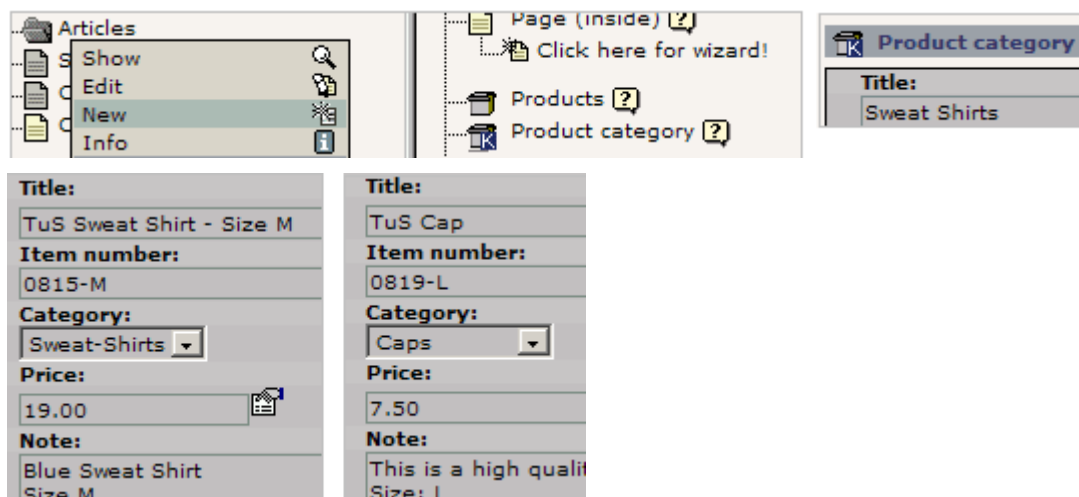 Articles
S
Show
Edit
New
Info
Page (inside) ?
Click here for wizard!
Products ?
Product category ?
Product category
Title:
Sweat Shirts
Title:
TuS Sweat Shirt - Size M
Item number:
0815-M
Category:
Sweat-Shirts
Price:
19.00
Note:
Blue Sweat Shirt
Size M
Title:
TuS Cap
Item number:
0819-L
Category:
Caps
Price:
7.50
Note:
This is a high qualit
Size: L